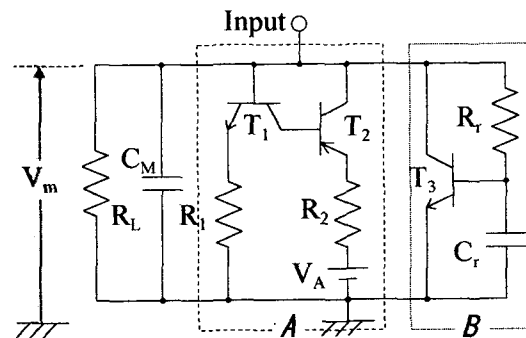 Input
V_m
R_L
C_M
R_1
T_1
T_2
R_2
V_A
A
T_3
R_r
C_r
B